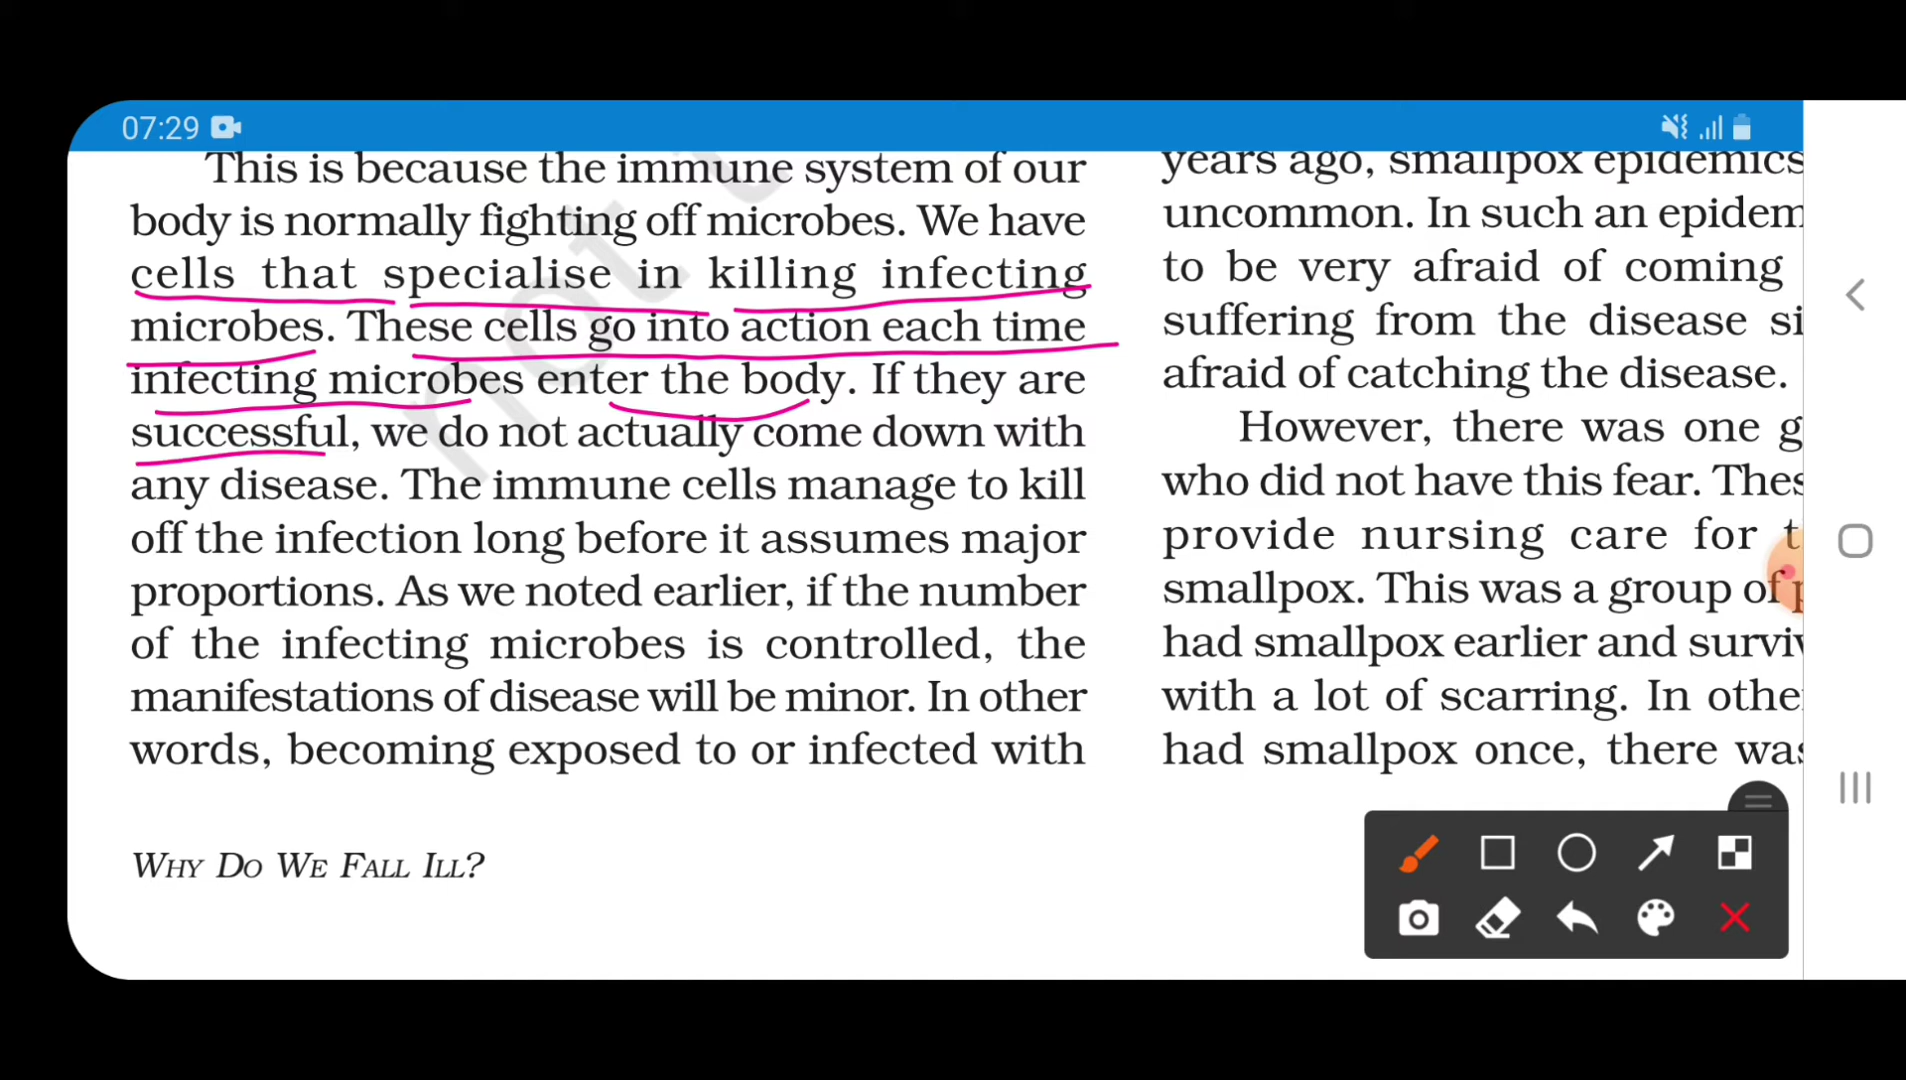 07:29
This is because the immune system of our
body is normally fighting off microbes. We have
cells that specialise in killing infecting
microbes. These cells go into action each time
infecting microbes enter the body. If they are
successful, we do not actually come down with
any disease. The immune cells manage to kill
off the infection long before it assumes major
proportions. As we noted earlier, if the number
of the infecting microbes is controlled, the
manifestations of disease will be minor. In other
words, becoming exposed to or infected with
WHY DO WE FALL ILL?
years ago, smallpox epidemics
uncommon. In such an epidem
to be very afraid of coming
suffering from the disease si
afraid of catching the disease.
However, there was one g
who did not have this fear. Thes
provide nursing care for t
smallpox. This was a group of p
had smallpox earlier and surviv
with a lot of scarring. In othe
had smallpox once, there was
not t